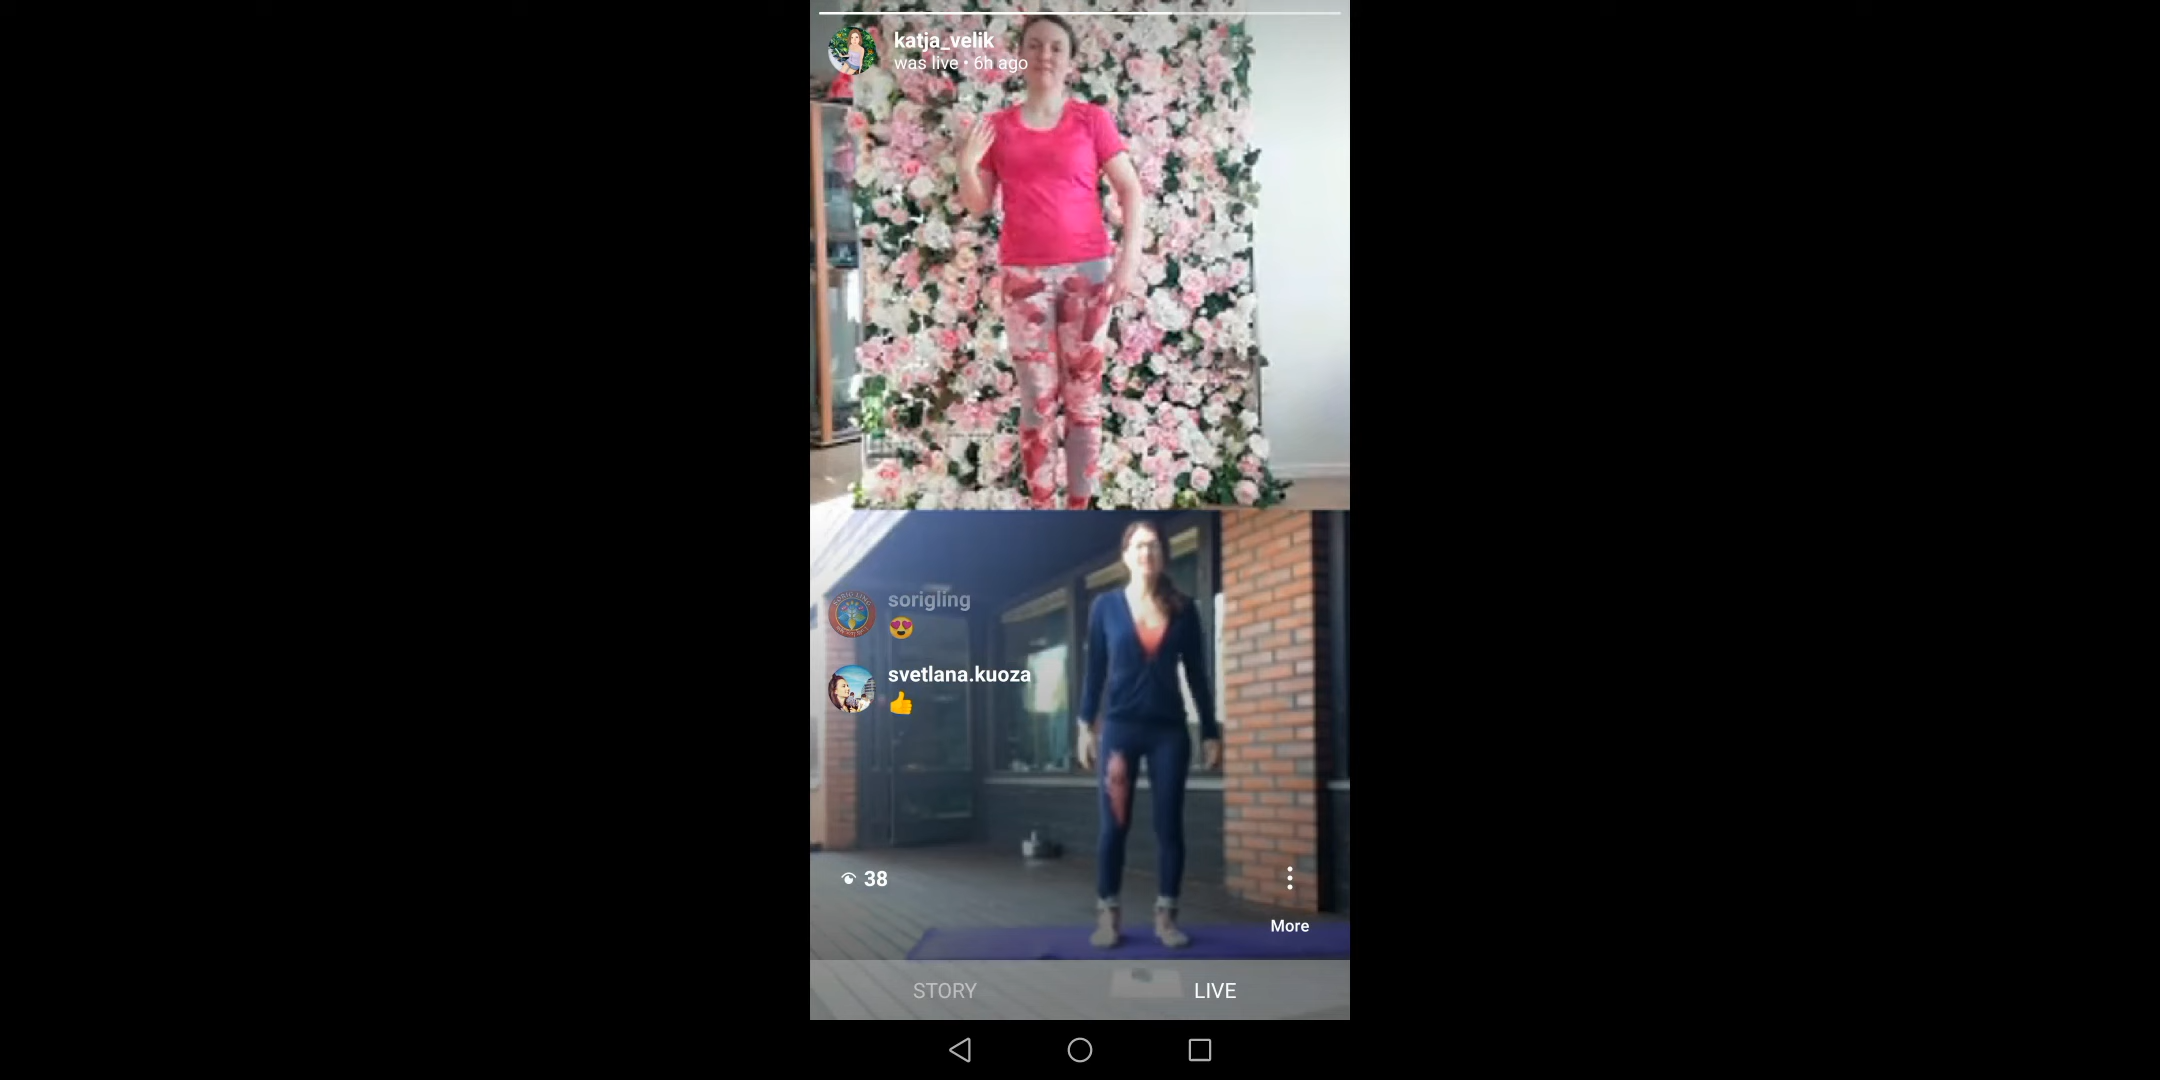 katja_velik
was live • 6h ago
sorigling
😍
svetlana.kuoza
👍
38
More
STORY
LIVE